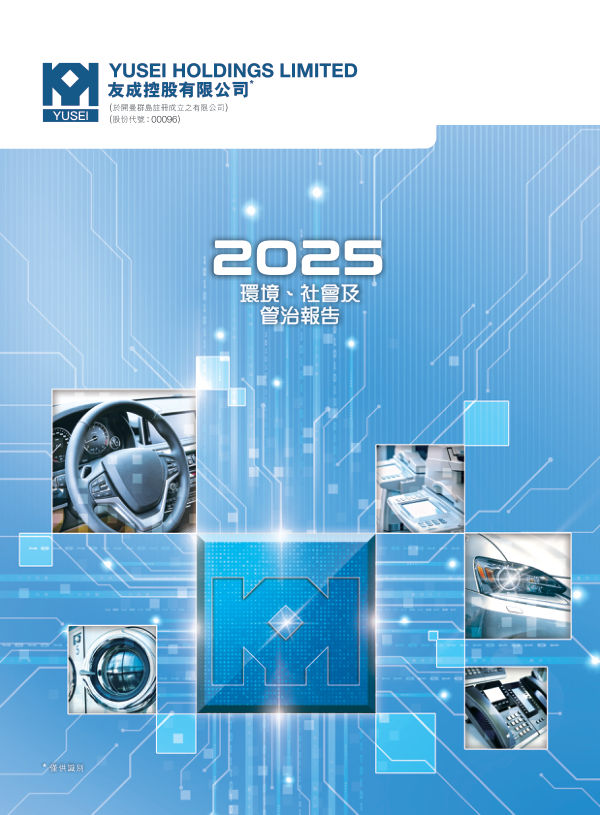 YUSEI HOLDINGS LIMITED
友成控股有限公司*
YUSEI
(於開曼群島註冊成立之有限公司)
(股份代號：00096)
2025
環境、社會及
管治報告
* 僅供識別